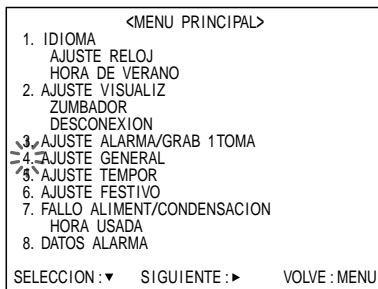 <MENU PRINCIPAL>
1. IDIOMA
AJUSTE RELOJ
HORA DE VERANO
2. AJUSTE VISUALIZ
ZUMBADOR
DESCONEXION
3. AJUSTE ALARMA/GRAB 1TOMA
4. AJUSTE GENERAL
5. AJUSTE TEMPOR
6. AJUSTE FESTIVO
7. FALLO ALIMENT/CONDENSACION
HORA USADA
8. DATOS ALARMA
SELECCION : ▼ SIGUIENTE : ► VOLVE : MENU